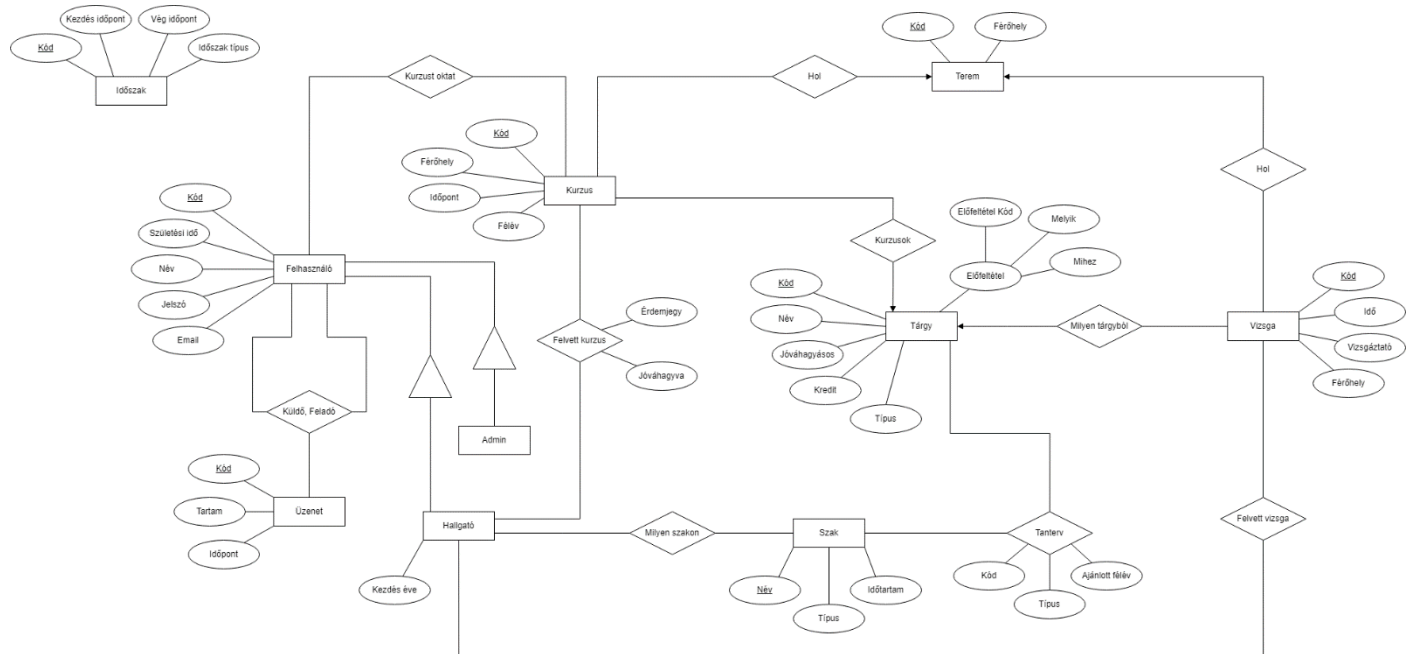 Kezdés időpont
Vég időpont
Kód
Időszak típus
Időszak
Kurzust oktat
Hol
Kód
Férőhely
Terem
Kód
Férőhely
Időpont
Félév
Kurzus
Hol
Kód
Születési idő
Név
Jelszó
Email
Felhasználó
Kurzusok
Előfeltétel Kód
Melyik
Mihez
Előfeltétel
Kód
Név
Jóváhagyásos
Kredit
Típus
Tárgy
Milyen tárgyból
Vizsga
Kód
Idő
Vizsgáztató
Férőhely
Érdemjegy
Felvett kurzus
Jóváhagyva
Küldő, Feladó
Admin
Kód
Tartam
Időpont
Üzenet
Hallgató
Kezdés éve
Milyen szakon
Szak
Név
Típus
Időtartam
Tanterv
Kód
Típus
Ajánlott félév
Felvett vizsga